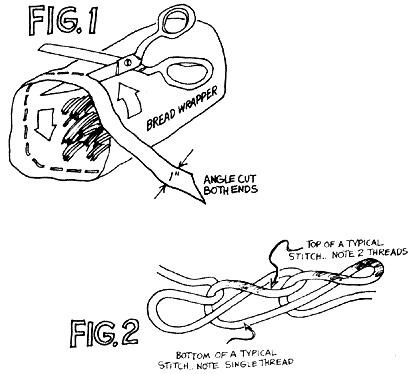 FIG.1
BREAD WRAPPER
1"
ANGLE CUT
BOTH ENDS
TOP OF A TYPICAL
STITCH.. NOTE 2 THREADS
FIG.2
BOTTOM OF A TYPICAL
STITCH.. NOTE SINGLE THREAD